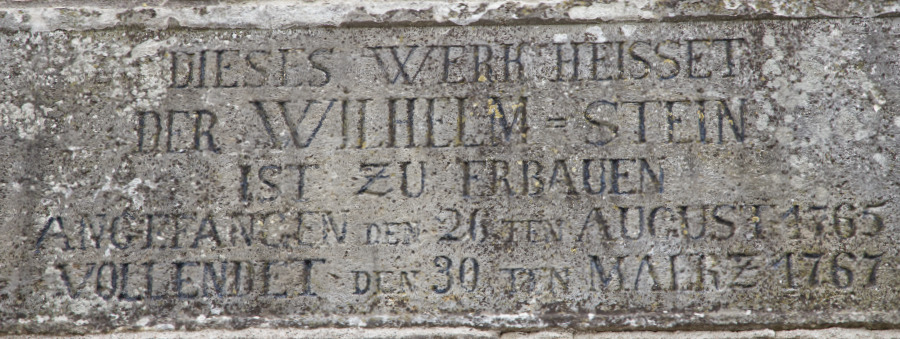 DIESES WERK HEISSET
DER WILHELM = STEIN
IST ZU ERBAUEN
ANGEFANGEN DEN 26 TEN AUGUST 1765
VOLLENDET DEN 30 TEN MAERZ 1767